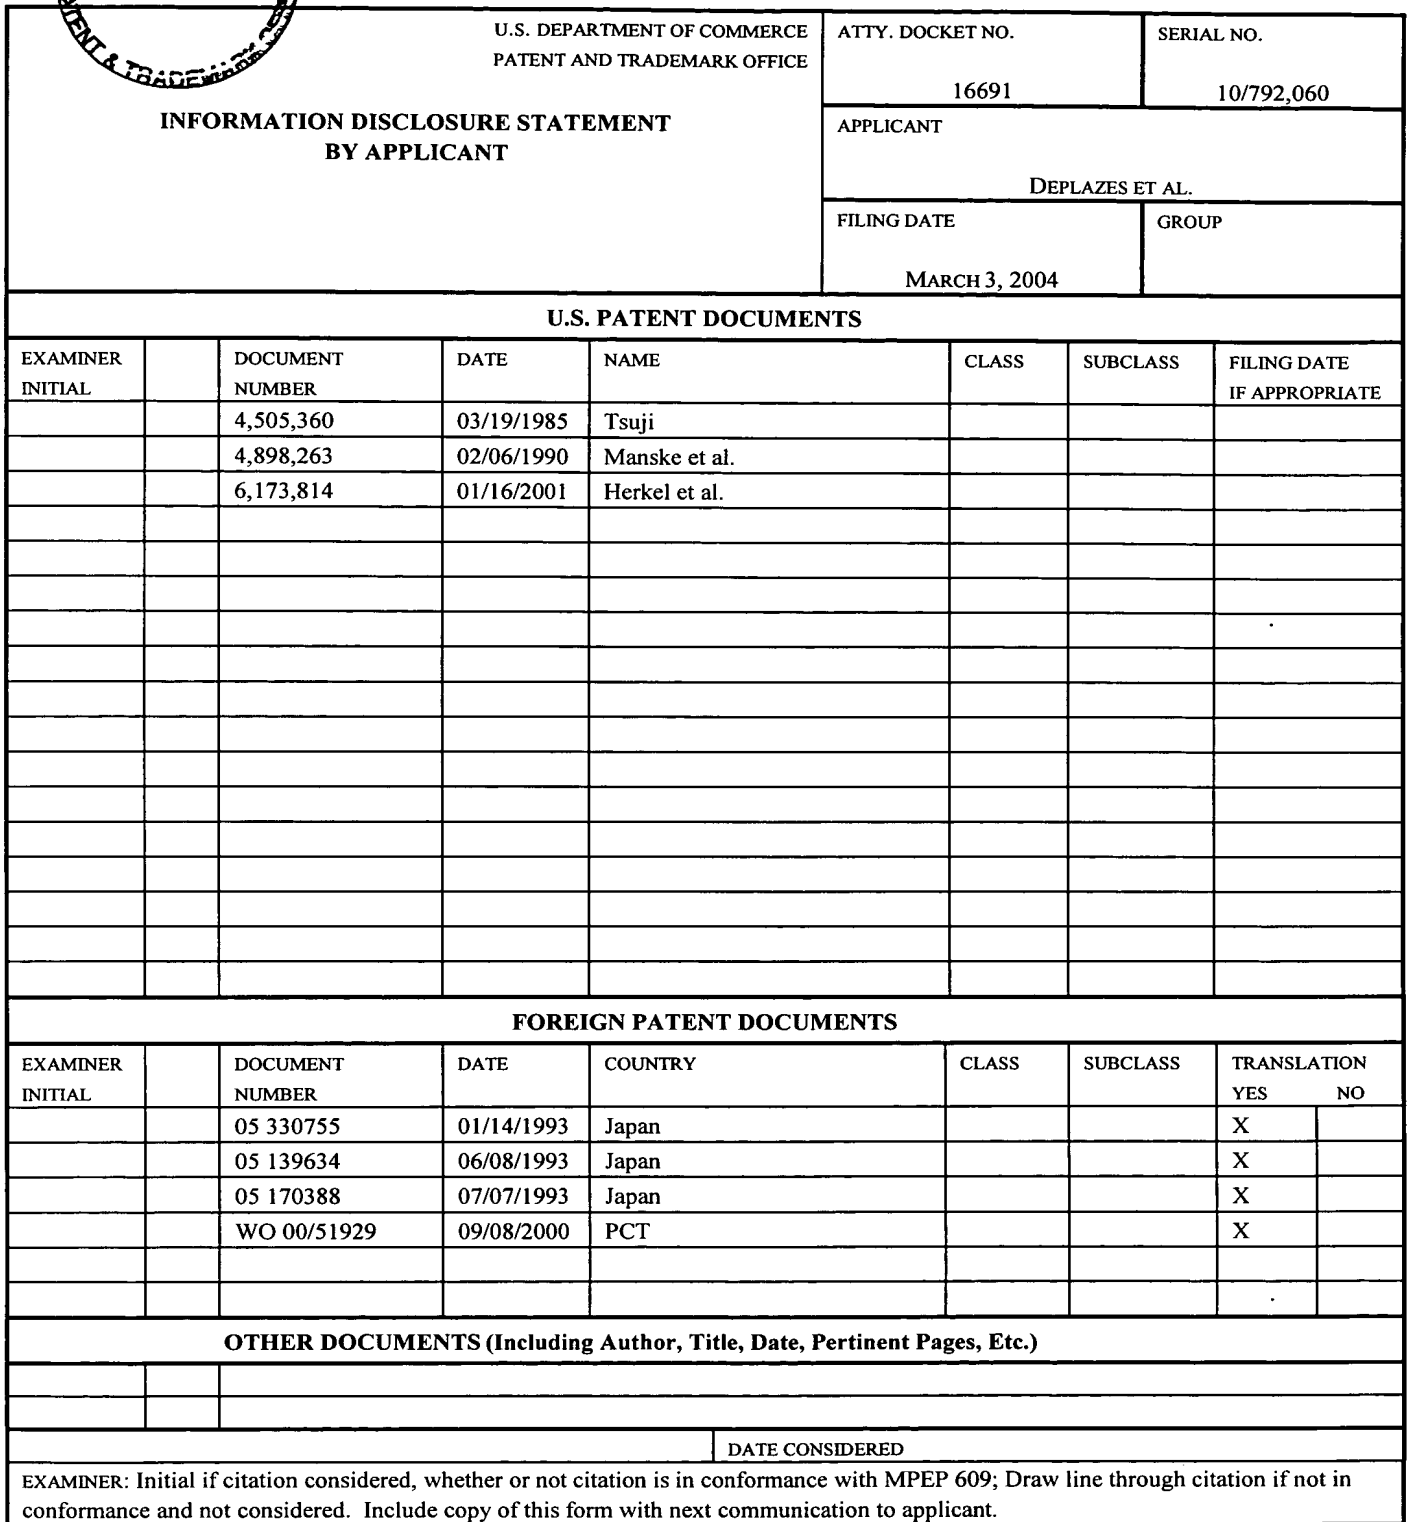 PATENT & TRADEMARK
U.S. DEPARTMENT OF COMMERCE
PATENT AND TRADEMARK OFFICE
ATTY. DOCKET NO.
16691
SERIAL NO.
10/792,060
INFORMATION DISCLOSURE STATEMENT
BY APPLICANT
APPLICANT
DEPLAZES ET AL.
FILING DATE
MARCH 3, 2004
GROUP
U.S. PATENT DOCUMENTS
EXAMINER INITIAL DOCUMENT NUMBER DATE NAME CLASS SUBCLASS FILING DATE IF APPROPRIATE
4,505,360 03/19/1985 Tsuji
4,898,263 02/06/1990 Manske et al.
6,173,814 01/16/2001 Herkel et al.
FOREIGN PATENT DOCUMENTS
EXAMINER INITIAL DOCUMENT NUMBER DATE COUNTRY CLASS SUBCLASS TRANSLATION YES NO
05 330755 01/14/1993 Japan X
05 139634 06/08/1993 Japan X
05 170388 07/07/1993 Japan X
WO 00/51929 09/08/2000 PCT X
OTHER DOCUMENTS (Including Author, Title, Date, Pertinent Pages, Etc.)
DATE CONSIDERED
EXAMINER: Initial if citation considered, whether or not citation is in conformance with MPEP 609; Draw line through citation if not in
conformance and not considered. Include copy of this form with next communication to applicant.